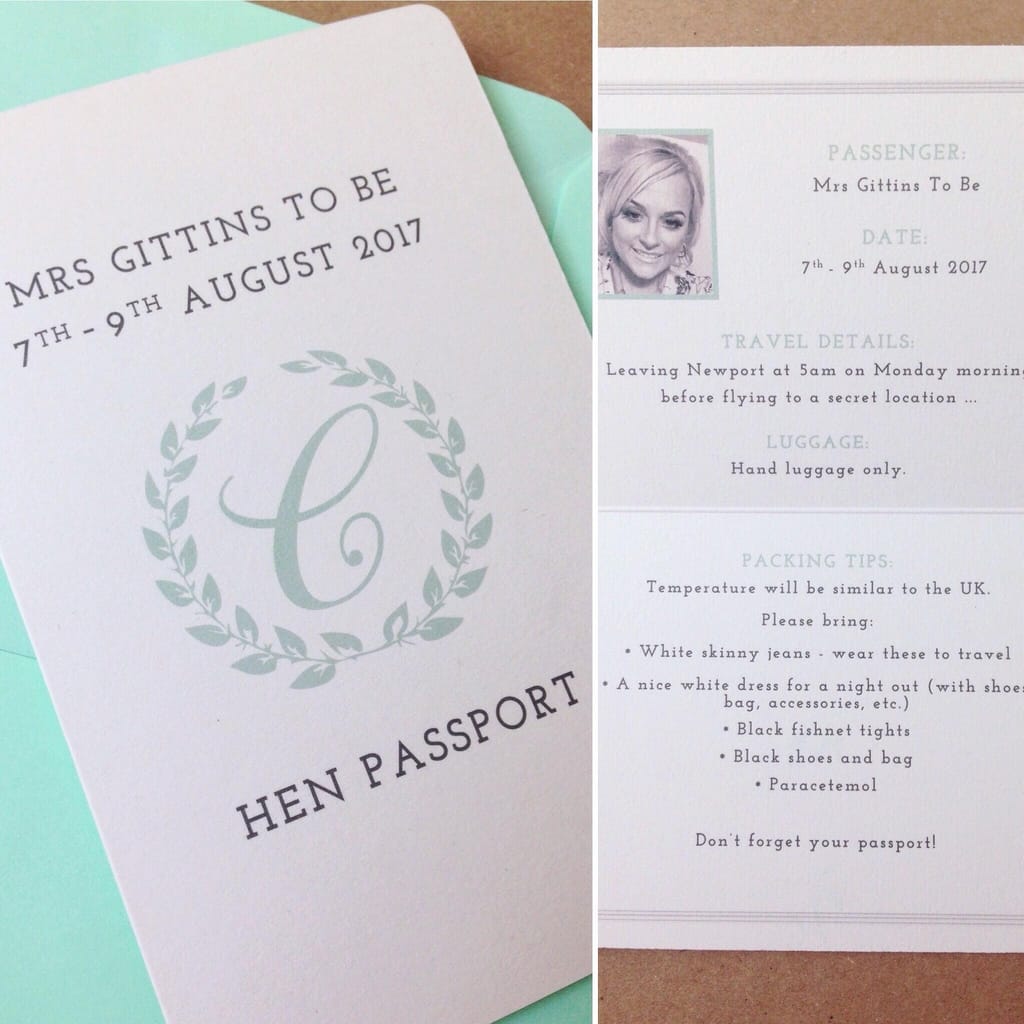 MRS GITTINS TO BE
7TH - 9TH AUGUST 2017
C
HEN PASSPORT
PASSENGER:
Mrs Gittins To Be
DATE:
7th - 9th August 2017
TRAVEL DETAILS:
Leaving Newport at 5am on Monday morning
before flying to a secret location ...
LUGGAGE:
Hand luggage only.
PACKING TIPS:
Temperature will be similar to the UK.
Please bring:
• White skinny jeans - wear these to travel
• A nice white dress for a night out (with shoes
bag, accessories, etc.)
• Black fishnet tights
• Black shoes and bag
• Paracetemol
Don't forget your passport!